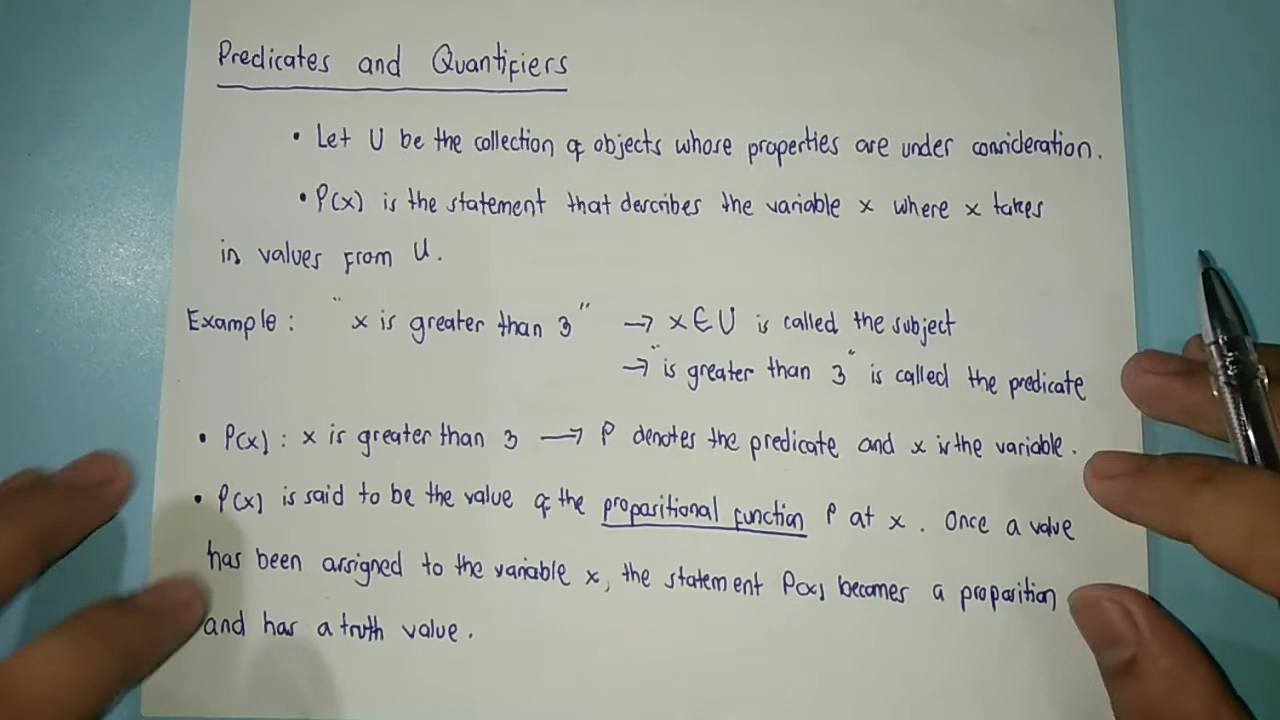 Predicates and Quantifiers
• Let U be the collection of objects whose properties are under consideration.
• P(x) is the statement that describes the variable x where x takes
in values from U.
Example: "x is greater than 3" → x∈U is called the subject
→ "is greater than 3" is called the predicate
• P(x) : x is greater than 3 → P denotes the predicate and x is the variable.
• P(x) is said to be the value of the propositional function P at x. Once a value
has been assigned to the variable x, the statement P(x) becomes a proposition
and has a truth value.